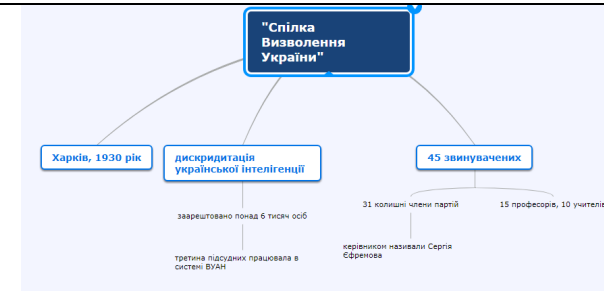 "Спілка
Визволення
України"
Харків, 1930 рік
дискридитація
української інтелігенції
45 звинувачених
заарештовано понад 6 тисяч осіб
31 колишні члени партій
15 професорів, 10 учителів
третина підсудних працювала в
системі ВУАН
керівником називали Сергія
Єфремова